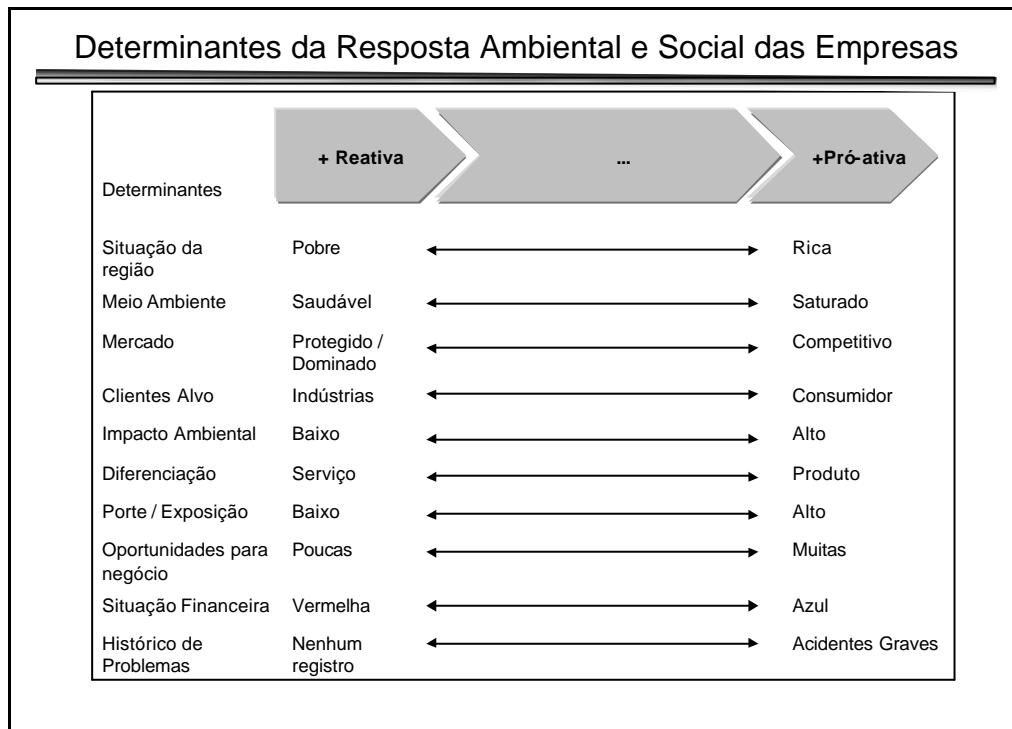 Determinantes da Resposta Ambiental e Social das Empresas
+ Reativa
...
+Pró-ativa
Determinantes
Situação da Pobre Rica
região
Meio Ambiente Saudável Saturado
Mercado Protegido / Competitivo
Dominado
Clientes Alvo Indústrias Consumidor
Impacto Ambiental Baixo Alto
Diferenciação Serviço Produto
Porte / Exposição Baixo Alto
Oportunidades para Poucas Muitas
negócio
Situação Financeira Vermelha Azul
Histórico de Nenhum Acidentes Graves
Problemas registro